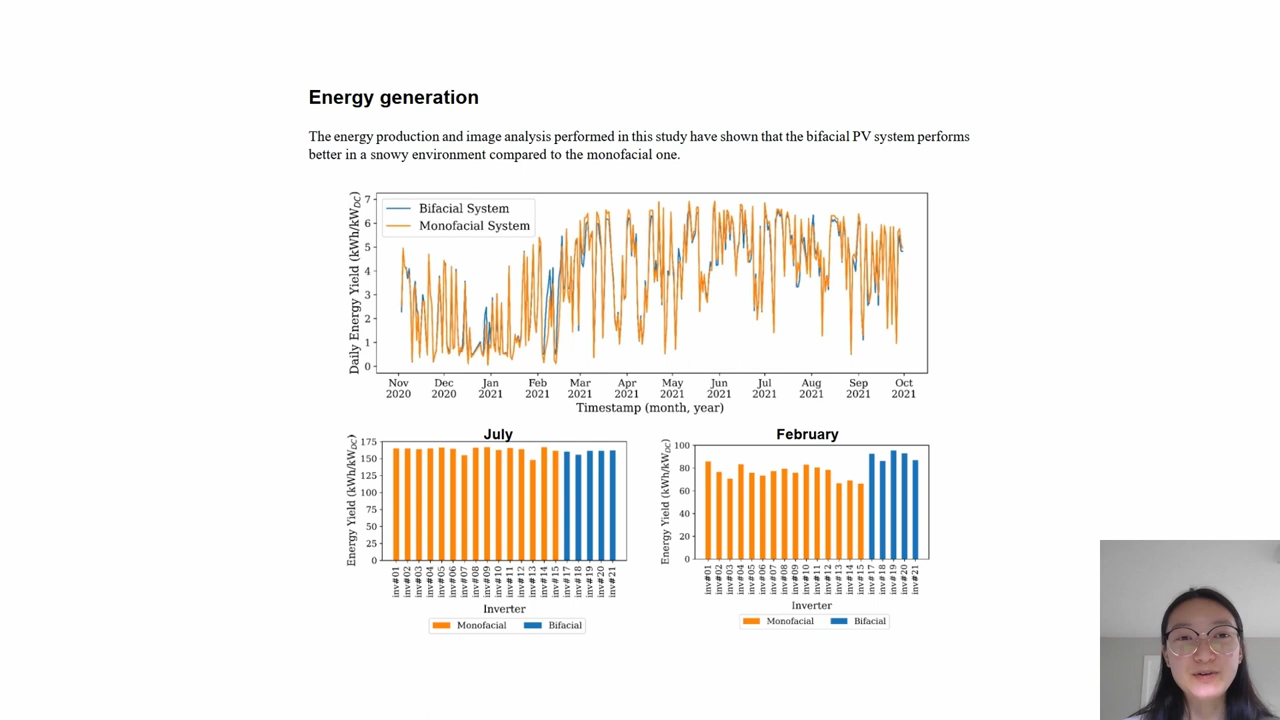 Energy generation
The energy production and image analysis performed in this study have shown that the bifacial PV system performs
better in a snowy environment compared to the monofacial one.
Daily Energy Yield (kWh/kWDC)
7
6
5
4
3
2
1
0
Bifacial System
Monofacial System
Nov 2020
Dec 2020
Jan 2021
Feb 2021
Mar 2021
Apr 2021
May 2021
Jun 2021
Jul 2021
Aug 2021
Sep 2021
Oct 2021
Timestamp (month, year)
July
Energy Yield (kWh/kWDC)
175
150
125
100
75
50
25
0
inv#01
inv#02
inv#03
inv#04
inv#05
inv#06
inv#07
inv#08
inv#09
inv#10
inv#11
inv#12
inv#13
inv#14
inv#15
inv#17
inv#18
inv#19
inv#20
inv#21
Inverter
Monofacial
Bifacial
February
Energy Yield (kWh/kWDC)
100
80
60
40
20
0
inv#01
inv#02
inv#03
inv#04
inv#05
inv#06
inv#07
inv#08
inv#09
inv#10
inv#11
inv#12
inv#13
inv#14
inv#15
inv#17
inv#18
inv#19
inv#20
inv#21
Inverter
Monofacial
Bifacial